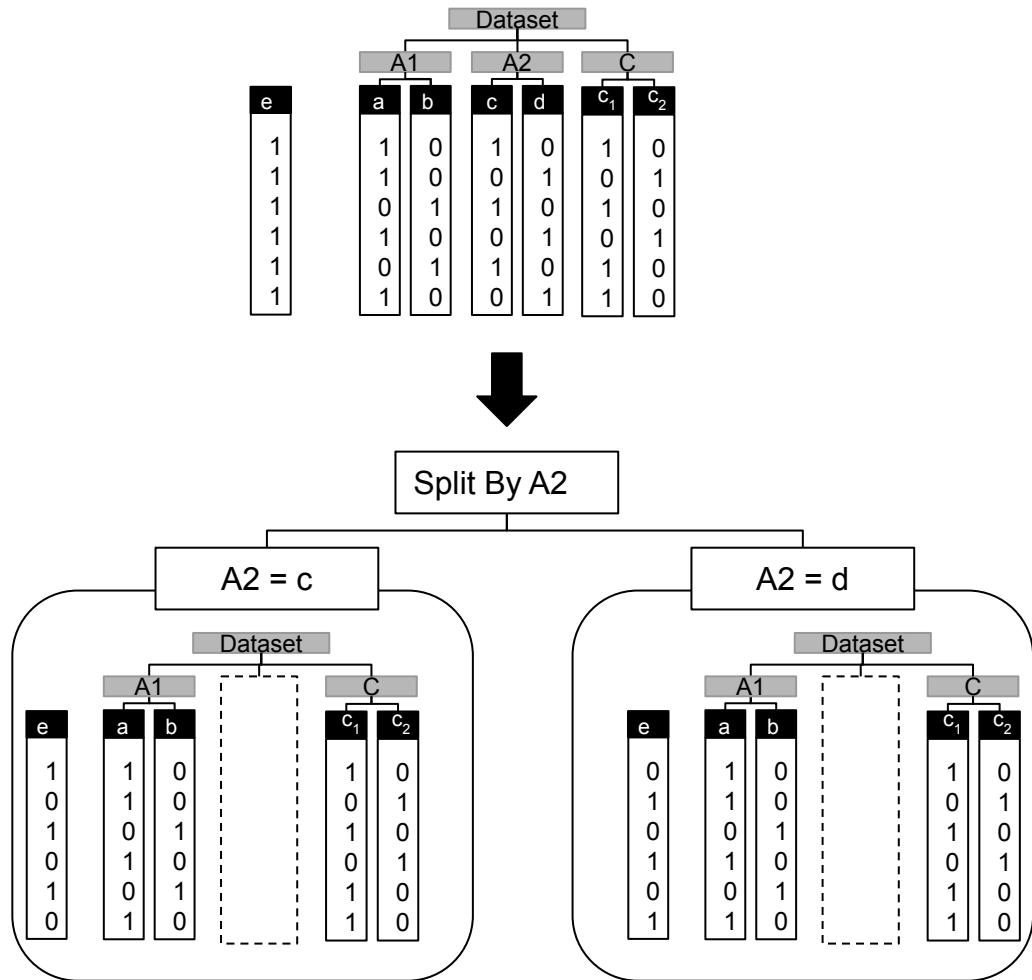 Dataset
A1 A2 C
e a b c d c₁ c₂
1 1 0 1 0 1 0
1 1 0 0 1 0 1
1 0 1 1 0 1 0
1 1 0 0 1 0 1
1 0 1 1 0 1 0
1 1 0 0 1 1 0
Split By A2
A2 = c A2 = d
Dataset Dataset
A1 C A1 C
e a b c₁ c₂ e a b c₁ c₂
1 1 0 1 0 0 1 0 1 0
0 1 0 0 1 1 1 0 0 1
1 0 1 1 0 0 0 1 1 0
0 1 0 0 1 1 1 0 0 1
1 0 1 1 0 0 0 1 1 0
0 1 0 1 0 1 1 0 1 0